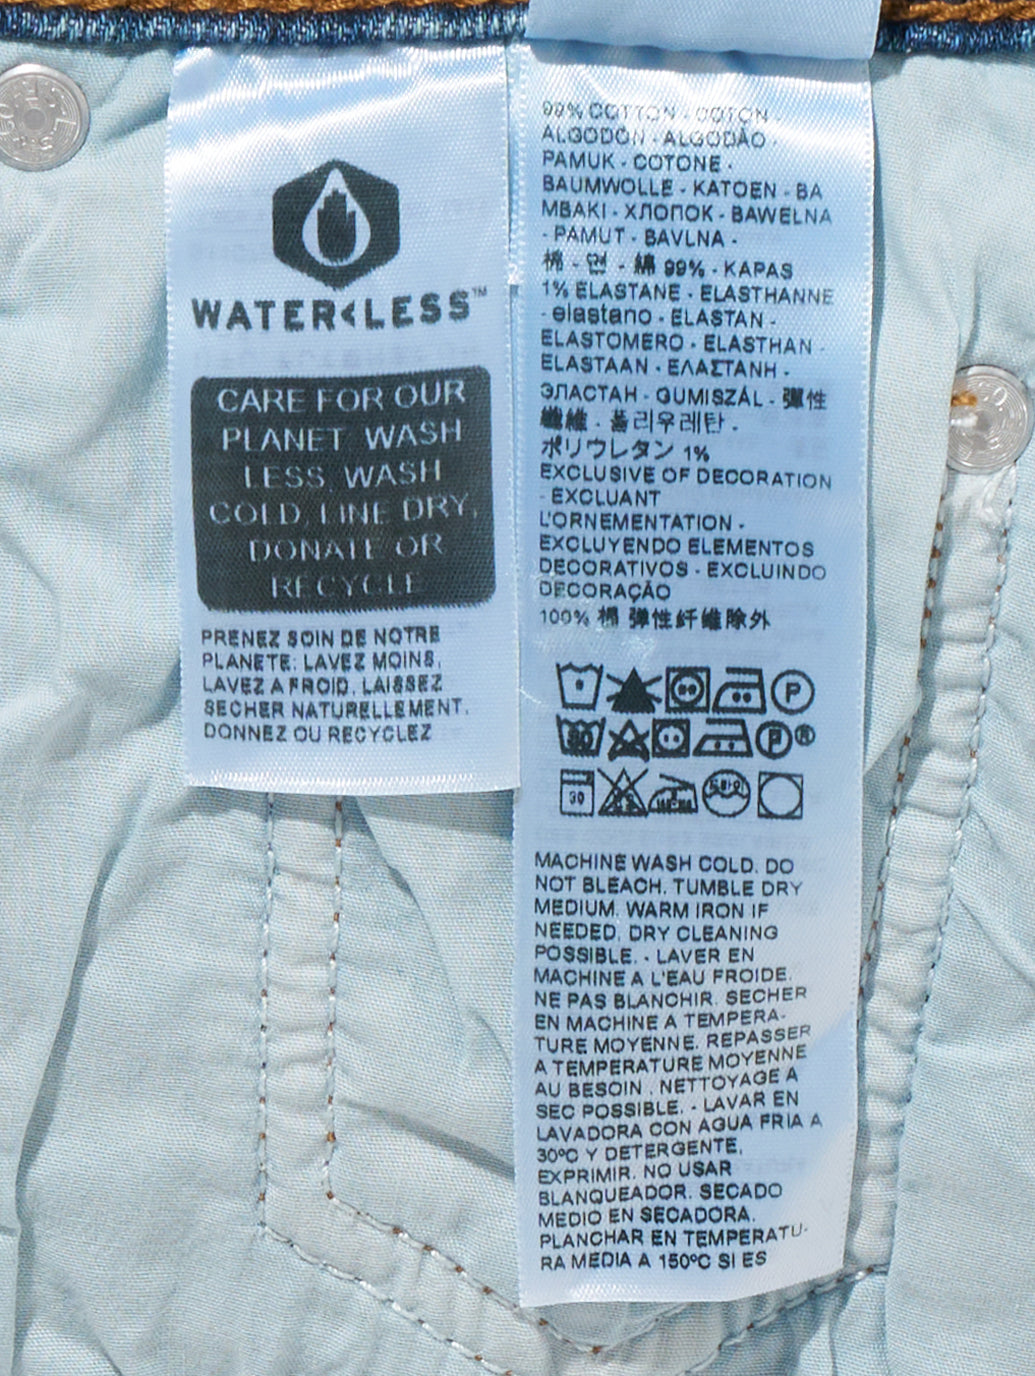 WATER<LESS™
CARE FOR OUR
PLANET WASH
LESS, WASH
COLD, LINE DRY,
DONATE OR
RECYCLE
PRENEZ SOIN DE NOTRE
PLANETE: LAVEZ MOINS,
LAVEZ A FROID, LAISSEZ
SECHER NATURELLEMENT,
DONNEZ OU RECYCLEZ
99% COTTON - COTON -
ALGODÓN - ALGODÃO -
PAMUK - COTONE -
BAUMWOLLE - KATOEN - BA
MBAKI - ХЛОПОК - BAWEŁNA
- PAMUT - BAVLNA -
棉 - 면 - 綿 99% - KAPAS
1% ELASTANE - ELASTHANNE
- elastano - ELASTAN -
ELASTOMERO - ELASTHAN -
ELASTAAN - ΕΛΑΣΤΑΝΗ -
ЭЛАСТАН - GUMISZÁL - 彈性
纖維 - 폴리우레탄 -
ポリウレタン 1%
EXCLUSIVE OF DECORATION
- EXCLUANT
L'ORNEMENTATION -
EXCLUYENDO ELEMENTOS
DECORATIVOS - EXCLUINDO
DECORAÇÃO
100% 棉 弹性纤维除外
P
P®
30
MACHINE WASH COLD. DO
NOT BLEACH. TUMBLE DRY
MEDIUM. WARM IRON IF
NEEDED. DRY CLEANING
POSSIBLE. - LAVER EN
MACHINE A L'EAU FROIDE.
NE PAS BLANCHIR. SECHER
EN MACHINE A TEMPERA-
TURE MOYENNE. REPASSER
A TEMPERATURE MOYENNE
AU BESOIN . NETTOYAGE A
SEC POSSIBLE. - LAVAR EN
LAVADORA CON AGUA FRIA A
30ºC Y DETERGENTE,
EXPRIMIR. NO USAR
BLANQUEADOR. SECADO
MEDIO EN SECADORA.
PLANCHAR EN TEMPERATU-
RA MEDIA A 150ºC SI ES